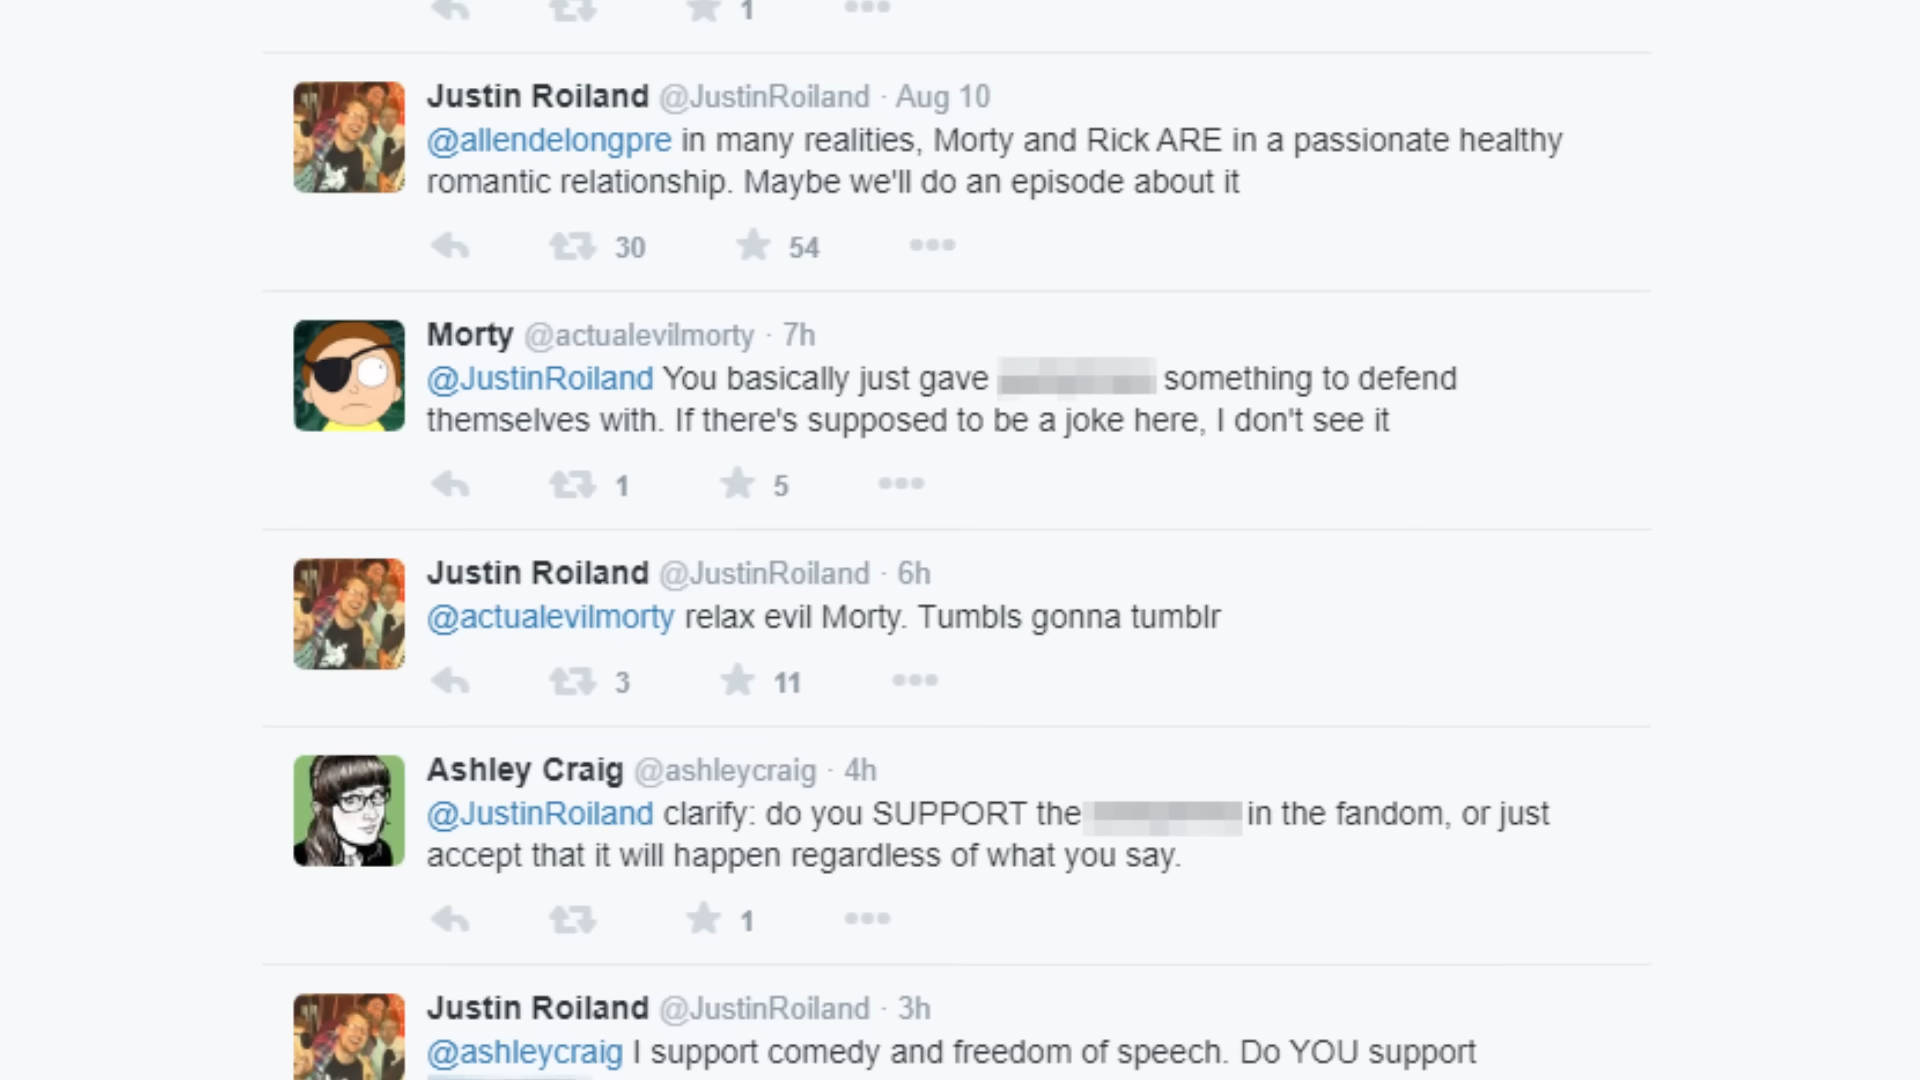 1
Justin Roiland @JustinRoiland · Aug 10
@allendelongpre in many realities, Morty and Rick ARE in a passionate healthy
romantic relationship. Maybe we'll do an episode about it
30 54
Morty @actualevilmorty · 7h
@JustinRoiland You basically just gave something to defend
themselves with. If there's supposed to be a joke here, I don't see it
1 5
Justin Roiland @JustinRoiland · 6h
@actualevilmorty relax evil Morty. Tumbls gonna tumblr
3 11
Ashley Craig @ashleycraig · 4h
@JustinRoiland clarify: do you SUPPORT the in the fandom, or just
accept that it will happen regardless of what you say.
1
Justin Roiland @JustinRoiland · 3h
@ashleycraig I support comedy and freedom of speech. Do YOU support